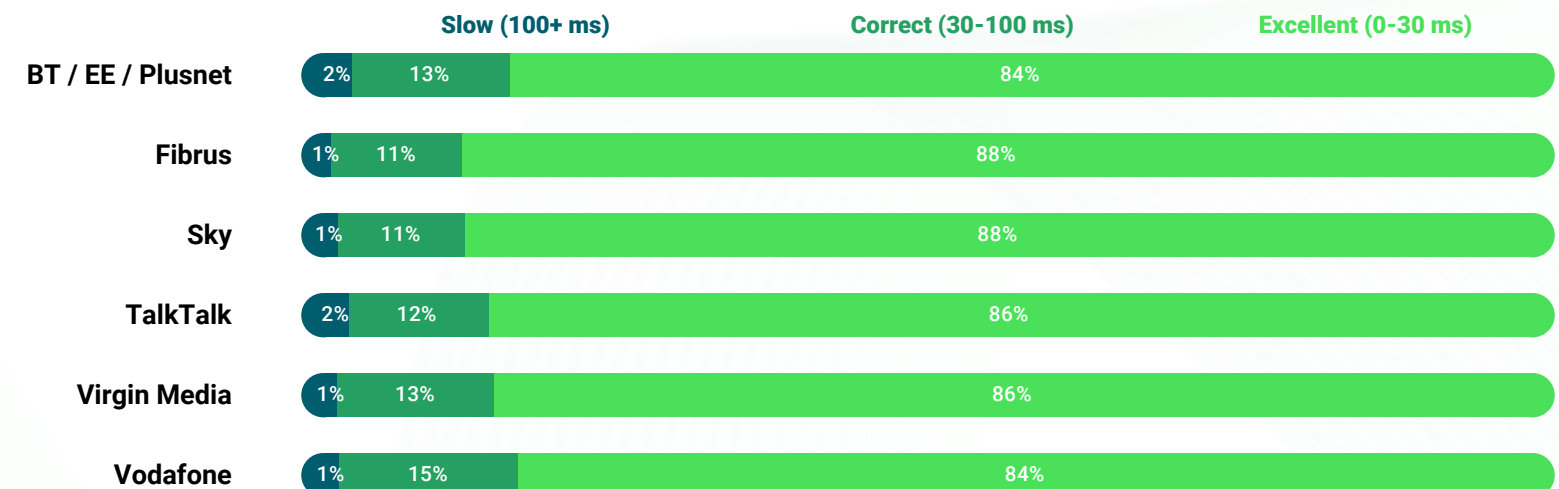 Slow (100+ ms) Correct (30-100 ms) Excellent (0-30 ms)
BT / EE / Plusnet 2% 13% 84%
Fibrus 1% 11% 88%
Sky 1% 11% 88%
TalkTalk 2% 12% 86%
Virgin Media 1% 13% 86%
Vodafone 1% 15% 84%